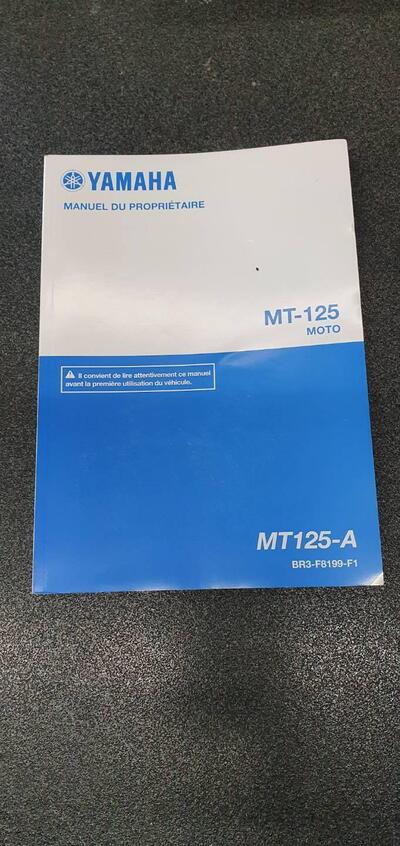 YAMAHA
MANUEL DU PROPRIÉTAIRE
MT-125
MOTO
Il convient de lire attentivement ce manuel
avant la première utilisation du véhicule.
MT125-A
BR3-F8199-F1